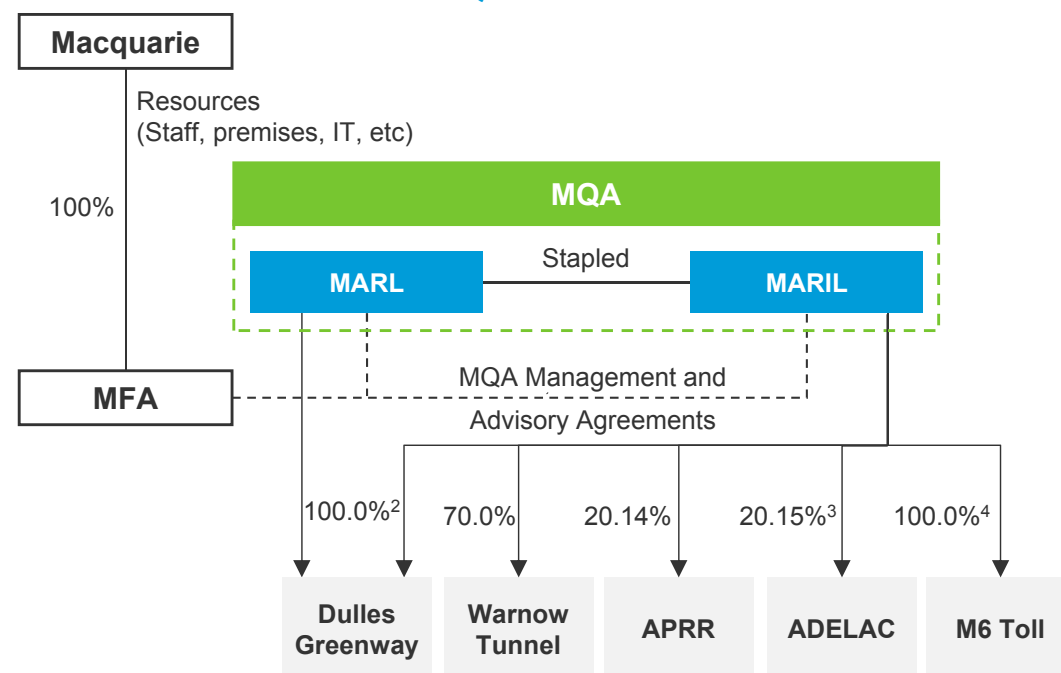 Macquarie
Resources
(Staff, premises, IT, etc)
100%
MQA
Stapled
MARL
MARIL
MFA
MQA Management and
Advisory Agreements
100.0%²
70.0%
20.14%
20.15%³
100.0%⁴
Dulles
Greenway
Warnow
Tunnel
APRR
ADELAC
M6 Toll